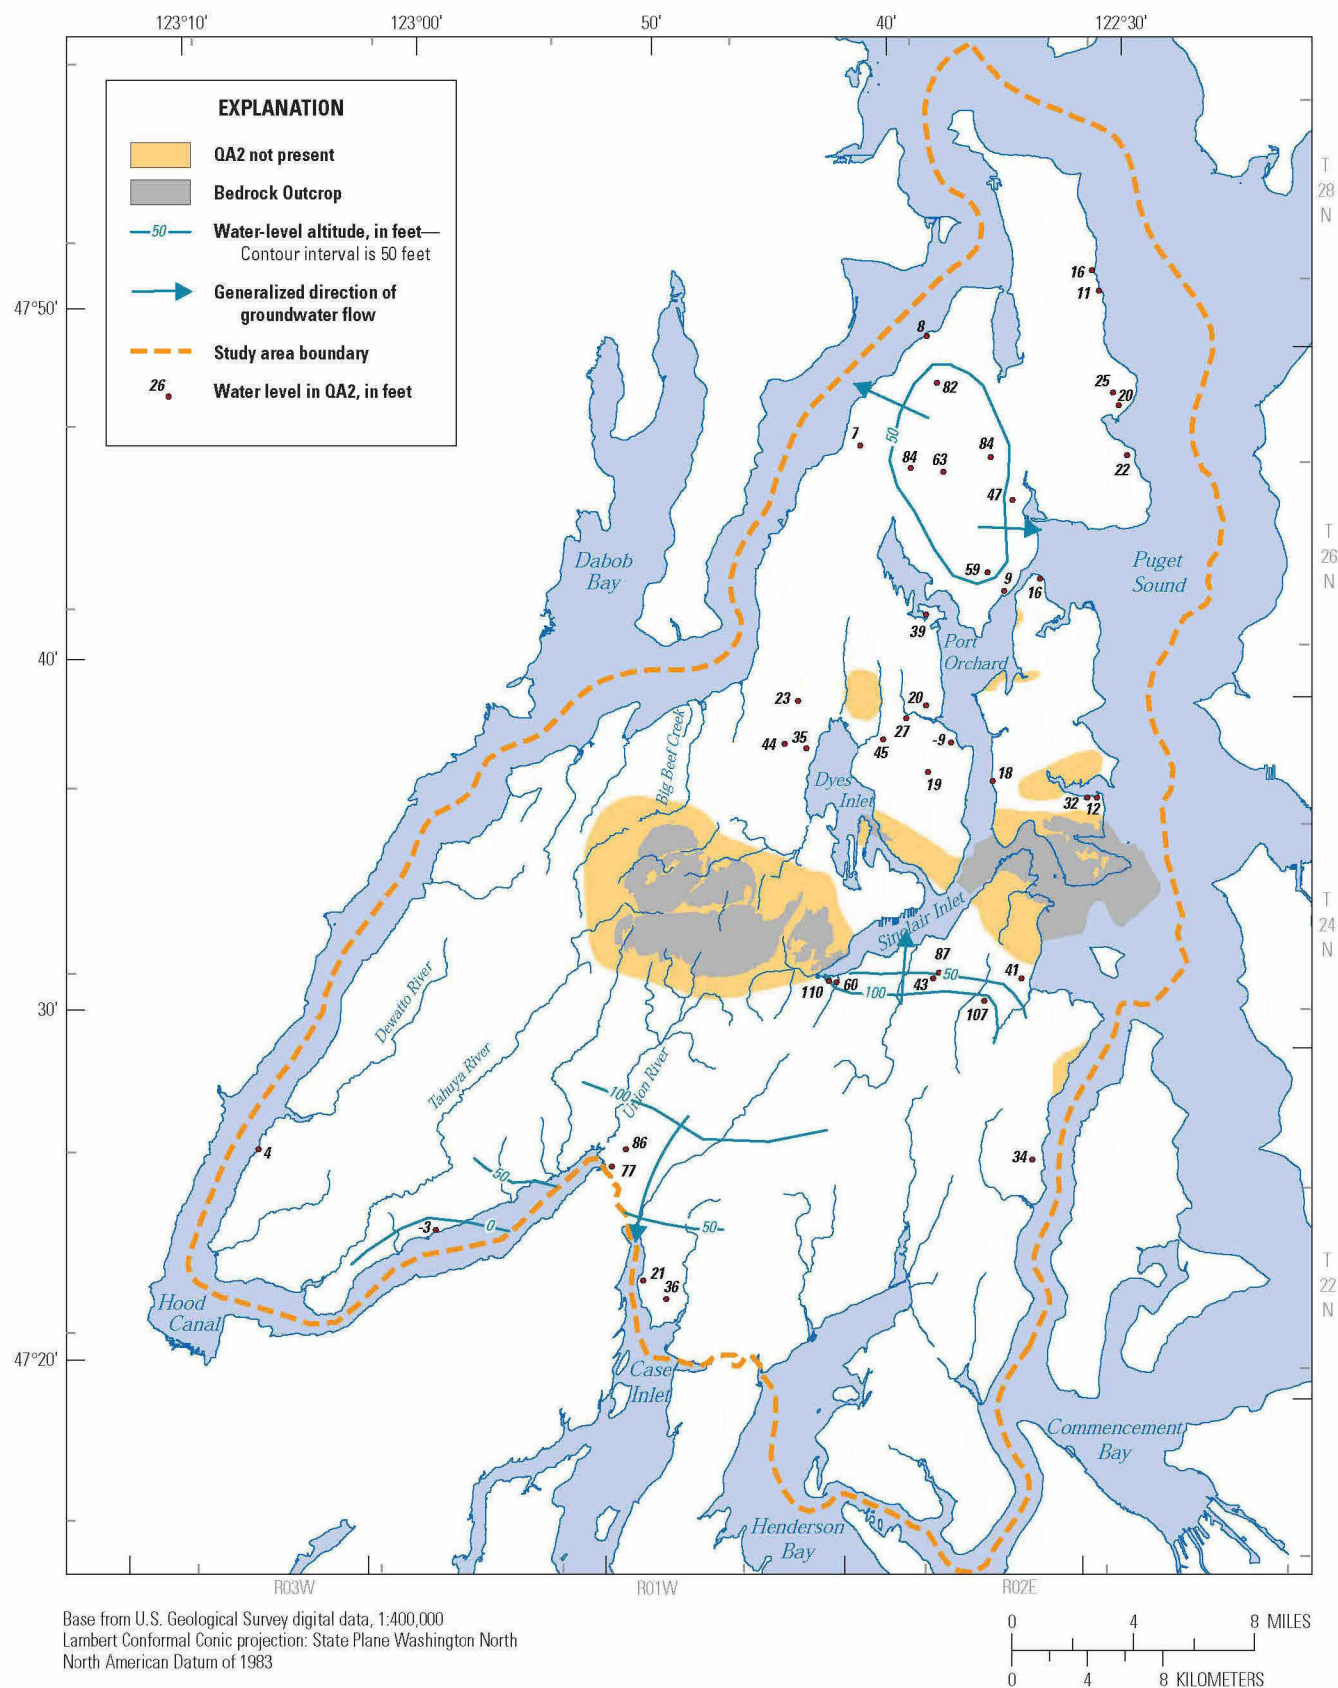 123°10'
123°00'
50'
40'
122°30'
EXPLANATION
QA2 not present
Bedrock Outcrop
50
Water-level altitude, in feet—
Contour interval is 50 feet
Generalized direction of
groundwater flow
Study area boundary
26
Water level in QA2, in feet
T
28
N
16
11
47°50'
8
82
25
20
50
7
84
63
84
22
47
T
26
N
Dabob
Bay
Puget
Sound
59
9
16
39
Port
Orchard
40'
23
20
27
44
35
45
-9
Big Beef Creek
Dyes
Inlet
19
18
32
12
T
24
N
Sinclair Inlet
87
50
41
110
60
100
43
107
30'
Dewatto River
Tahuya River
Union River
100
86
77
4
34
50
-3
0
50
21
36
T
22
N
Hood
Canal
47°20'
Case
Inlet
Commencement
Bay
Henderson
Bay
R03W
R01W
R02E
Base from U.S. Geological Survey digital data, 1:400,000
Lambert Conformal Conic projection: State Plane Washington North
North American Datum of 1983
0 4 8 MILES
0 4 8 KILOMETERS